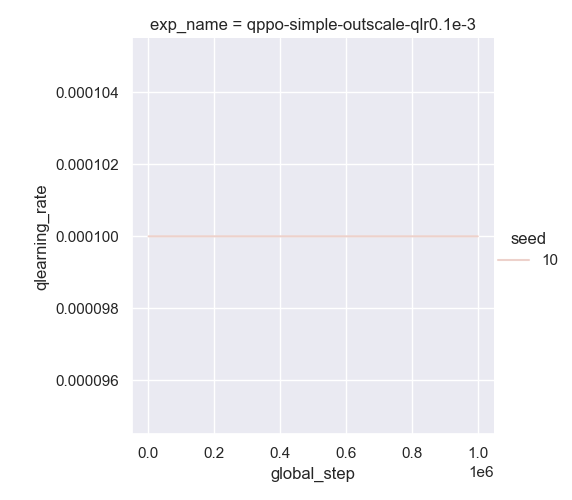 exp_name = qppo-simple-outscale-qlr0.1e-3
0.000104
0.000102
0.000100
0.000098
0.000096
qlearning_rate
0.0 0.2 0.4 0.6 0.8 1.0
1e6
global_step
seed
10